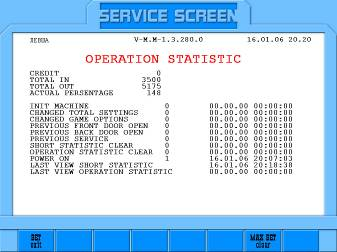 SERVICE SCREEN
V-M.M-1.3.280.0 16.01.06 20.20
OPERATION STATISTIC
CREDIT 0
TOTAL IN 3500
TOTAL OUT 5175
ACTUAL PERSENTAGE 148
INIT MACHINE 0 00.00.00 00:00:00
CHANGED TOTAL SETTINGS 0 00.00.00 00:00:00
CHANGED GAME OPTIONS 0 00.00.00 00:00:00
PREVIOUS FRONT DOOR OPEN 0 00.00.00 00:00:00
PREVIOUS BACK DOOR OPEN 0 00.00.00 00:00:00
PREVIOUS SERVICE 0 00.00.00 00:00:00
SHORT STATISTIC CLEAR 0 00.00.00 00:00:00
OPERATION STATISTIC CLEAR 0 00.00.00 00:00:00
POWER ON 1 16.01.06 20:07:03
LAST VIEW SHORT STATISTIC 16.01.06 20:18:38
LAST VIEW OPERATION STATISTIC 00.00.00 00:00:00
BET MAX BET
EXIT